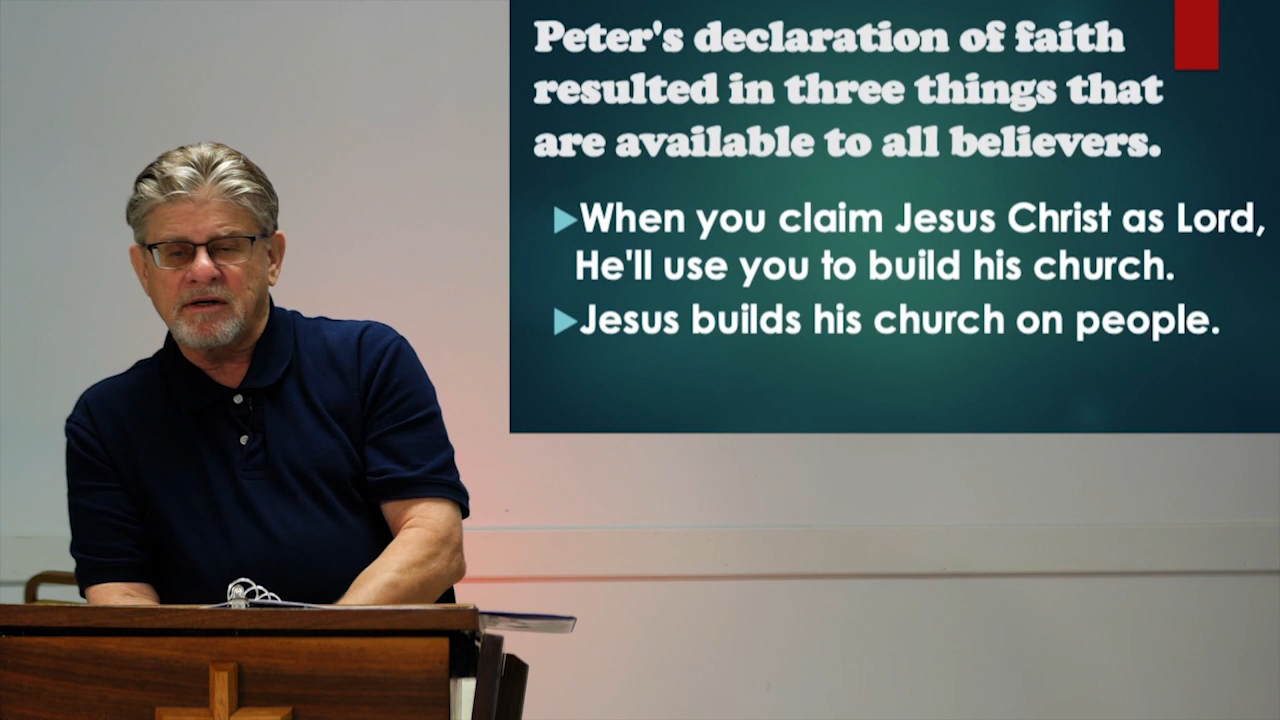 Peter's declaration of faith
resulted in three things that
are available to all believers.
When you claim Jesus Christ as Lord,
He'll use you to build his church.
Jesus builds his church on people.